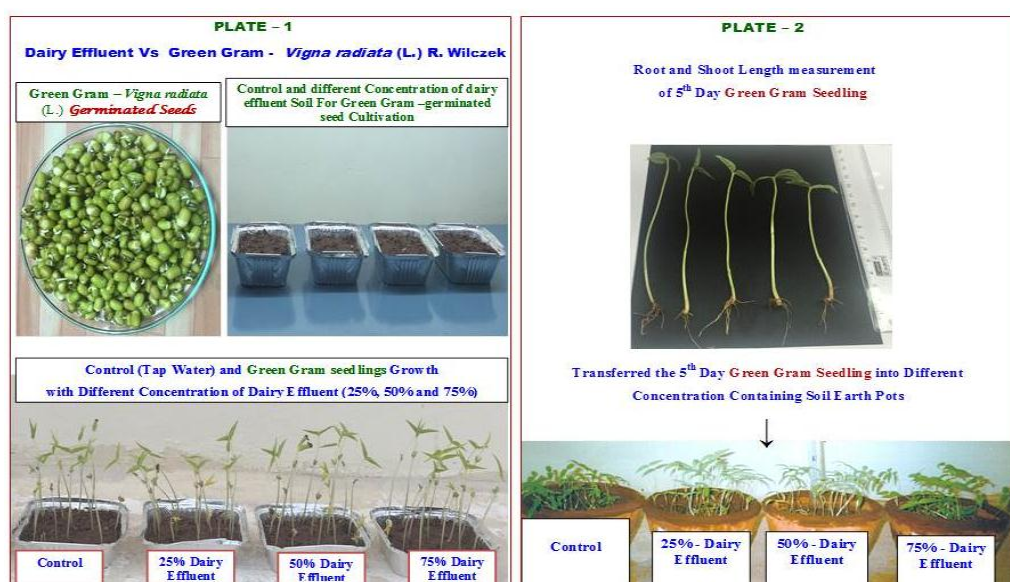 PLATE – 1
Dairy Effluent Vs Green Gram - Vigna radiata (L.) R. Wilczek
Green Gram – Vigna radiata
(L.) Germinated Seeds
Control and different Concentration of dairy
effluent Soil For Green Gram –germinated
seed Cultivation
Control (Tap Water) and Green Gram seedlings Growth
with Different Concentration of Dairy Effluent (25%, 50% and 75%)
Control
25% Dairy
Effluent
50% Dairy
Effluent
75% Dairy
Effluent
PLATE – 2
Root and Shoot Length measurement
of 5th Day Green Gram Seedling
Transferred the 5th Day Green Gram Seedling into Different
Concentration Containing Soil Earth Pots
Control
25% - Dairy
Effluent
50% - Dairy
Effluent
75% - Dairy
Effluent